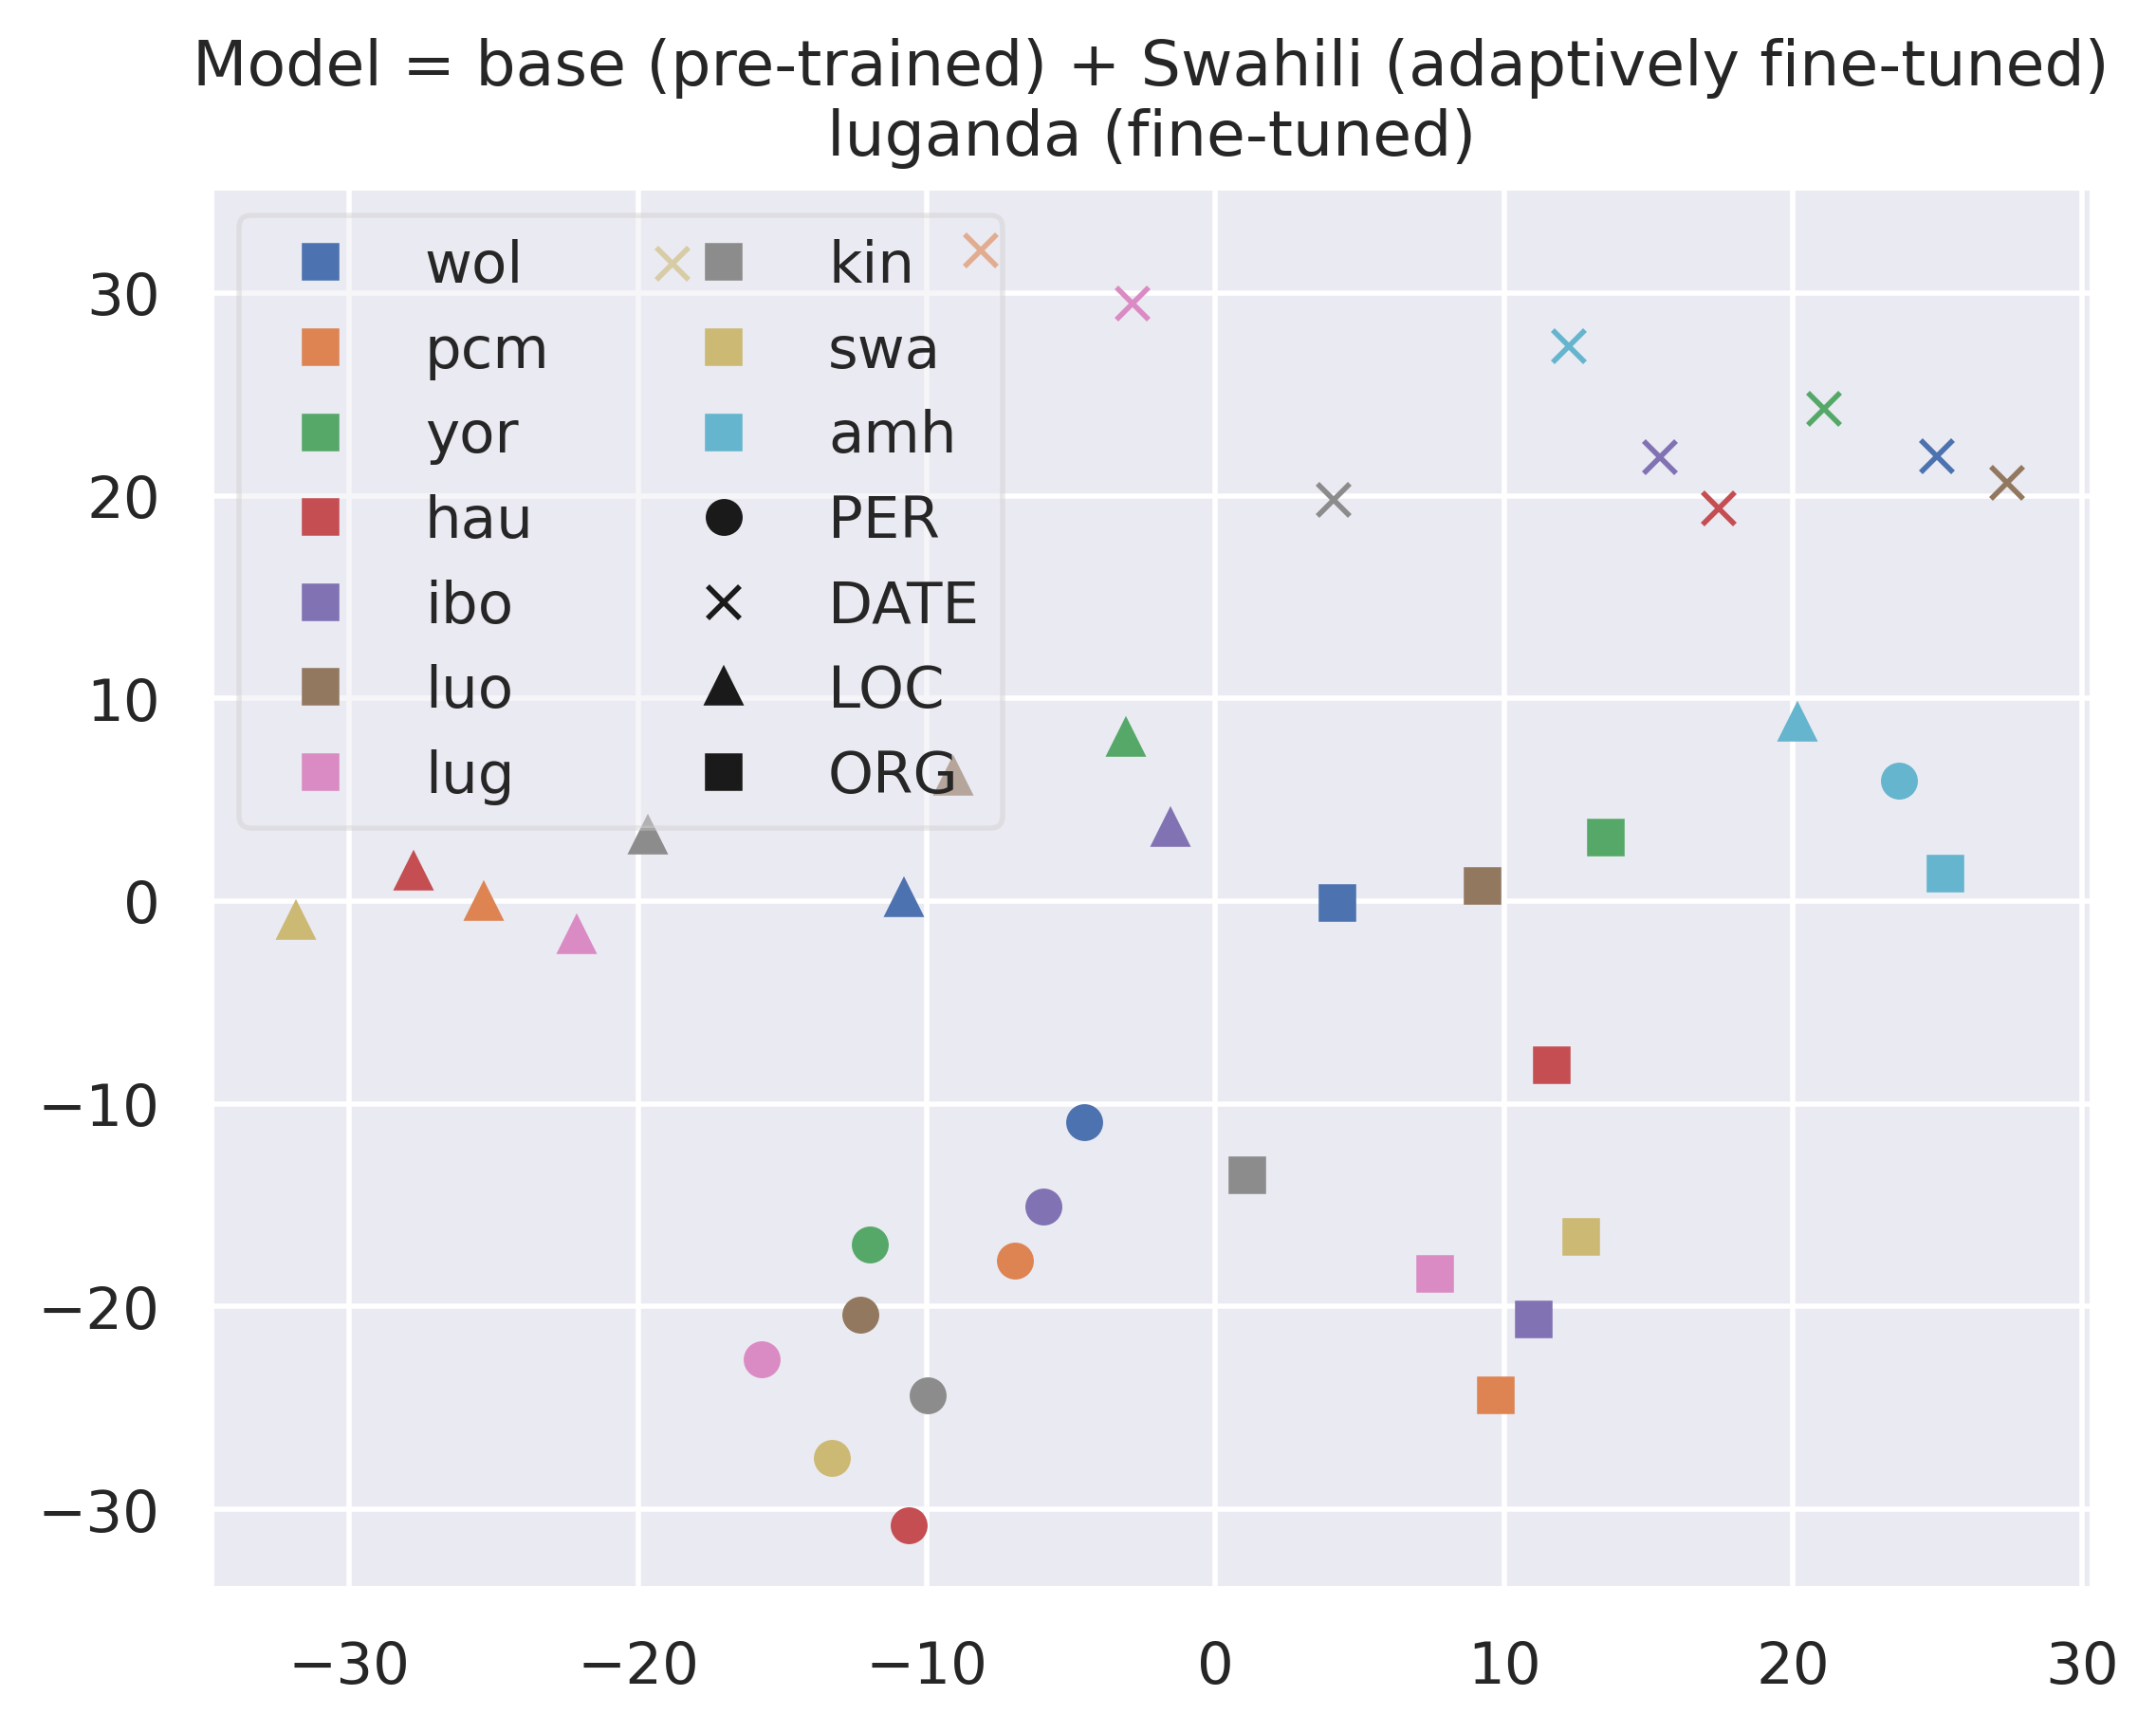 Model = base (pre-trained) + Swahili (adaptively fine-tuned)
luganda (fine-tuned)
wol
pcm
yor
hau
ibo
luo
lug
kin
swa
amh
PER
DATE
LOC
ORG
30
20
10
0
−10
−20
−30
−30
−20
−10
0
10
20
30